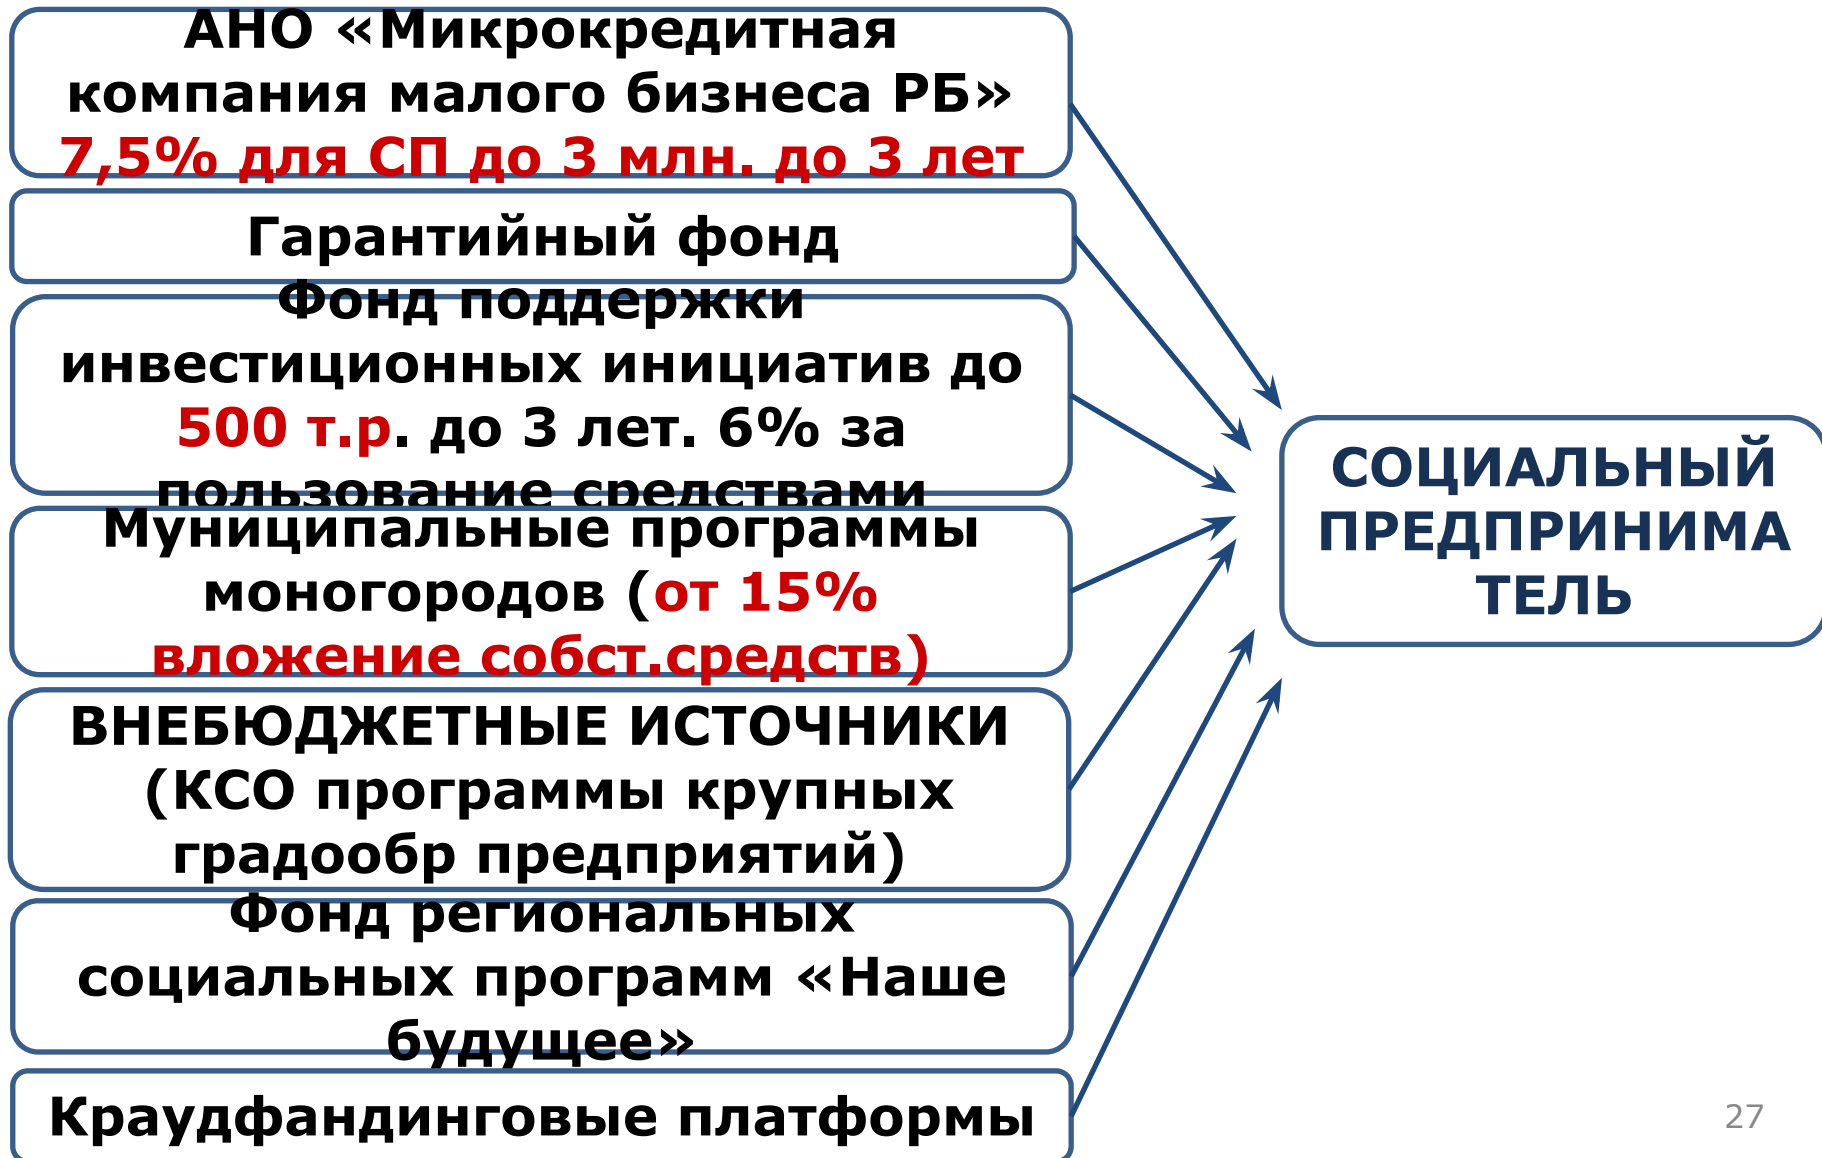 АНО «Микрокредитная
компания малого бизнеса РБ»
7,5% для СП до 3 млн. до 3 лет
Гарантийный фонд
Фонд поддержки
инвестиционных инициатив до
500 т.р. до 3 лет. 6% за
пользование средствами
Муниципальные программы
моногородов (от 15%
вложение собст.средств)
ВНЕБЮДЖЕТНЫЕ ИСТОЧНИКИ
(КСО программы крупных
градообр предприятий)
Фонд региональных
социальных программ «Наше
будущее»
Краудфандинговые платформы
СОЦИАЛЬНЫЙ
ПРЕДПРИНИМА
ТЕЛЬ
27